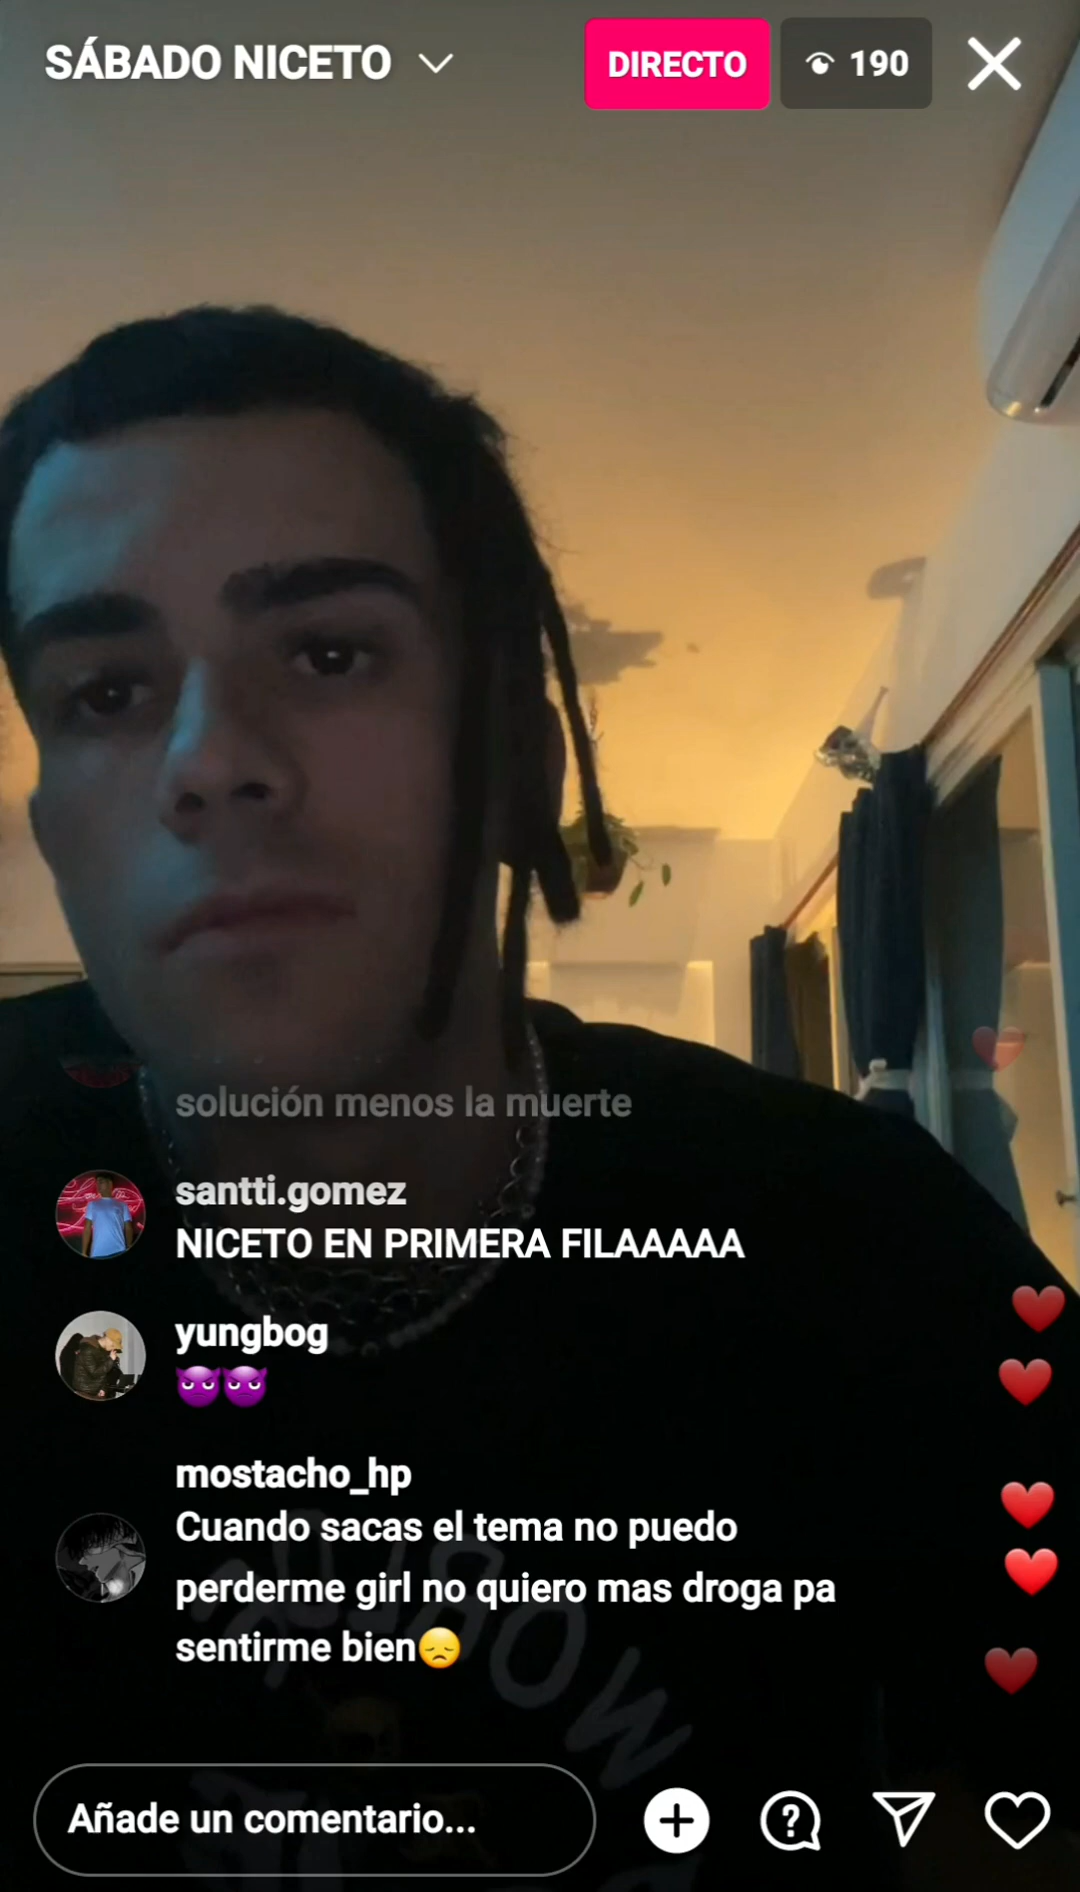 SÁBADO NICETO
DIRECTO
190
solución menos la muerte
santti.gomez
NICETO EN PRIMERA FILAAAAA
yungbog
😈😈
mostacho_hp
Cuando sacas el tema no puedo
perderme girl no quiero mas droga pa
sentirme bien😞
Añade un comentario...